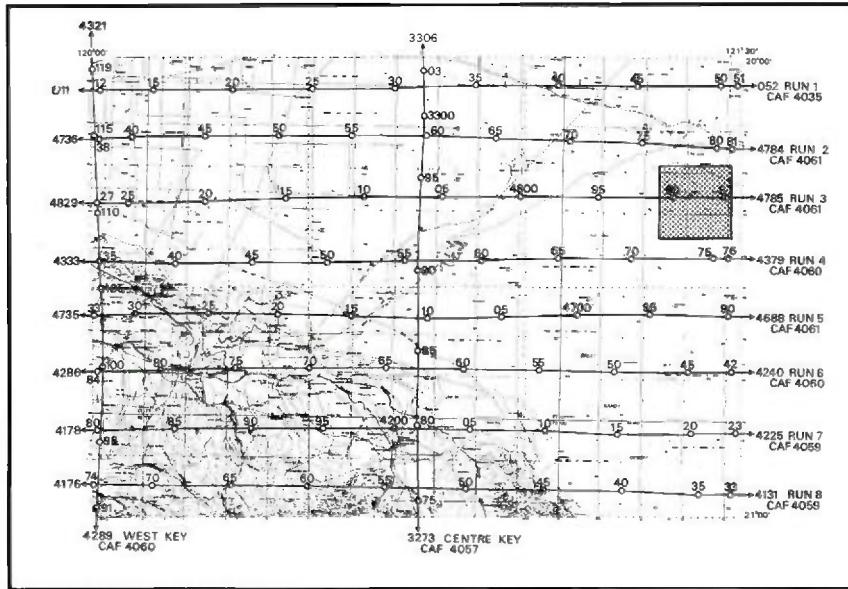 4321
3306
120°00'
121°30'
20°00'
119
03
12 15 20 25 30 35 40 45 50 51
052 RUN 1
CAF 4035
3300
4736 115 40 45 50 55 60 65 70 75 80 81
38
4784 RUN 2
CAF 4061
95
4829 27 25 20 15 10 05 4800 95
110
4785 RUN 3
CAF 4061
4333 35 40 45 50 55 60 65 70 75 76
4379 RUN 4
CAF 4060
90
4735 30 25 20 15 10 05 4700 90
4688 RUN 5
CAF 4061
85
4286 80 75 70 65 60 55 50 45 42
84
4240 RUN 6
CAF 4060
4178 80 85 90 95 4200 80 05 10 15 20 23
4225 RUN 7
CAF 4059
4176 74 70 65 60 55 50 45 40 35
75
4131 RUN 8
CAF 4059
91
21°00'
4289 WEST KEY
CAF 4060
3273 CENTRE KEY
CAF 4057